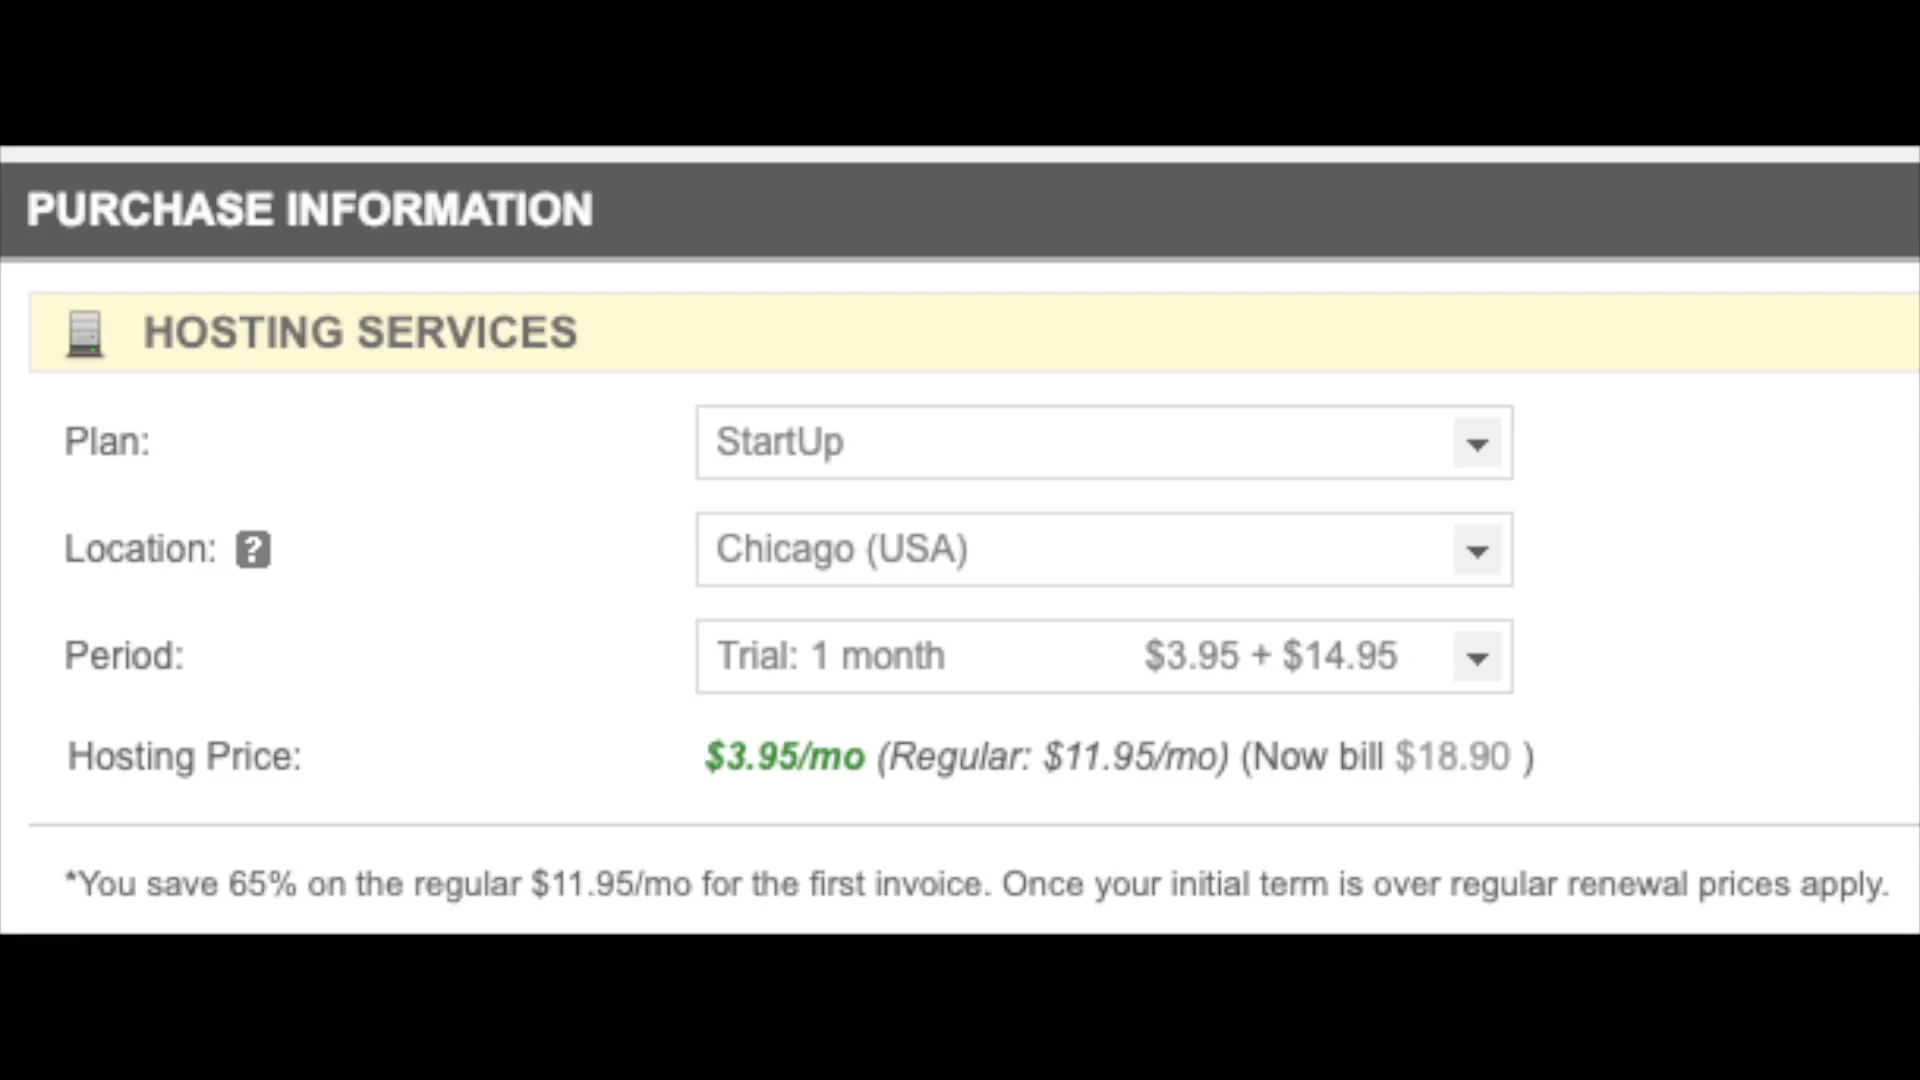 PURCHASE INFORMATION
HOSTING SERVICES
Plan: StartUp
Location: ? Chicago (USA)
Period: Trial: 1 month $3.95 + $14.95
Hosting Price: $3.95/mo (Regular: $11.95/mo) (Now bill $18.90 )
*You save 65% on the regular $11.95/mo for the first invoice. Once your initial term is over regular renewal prices apply.